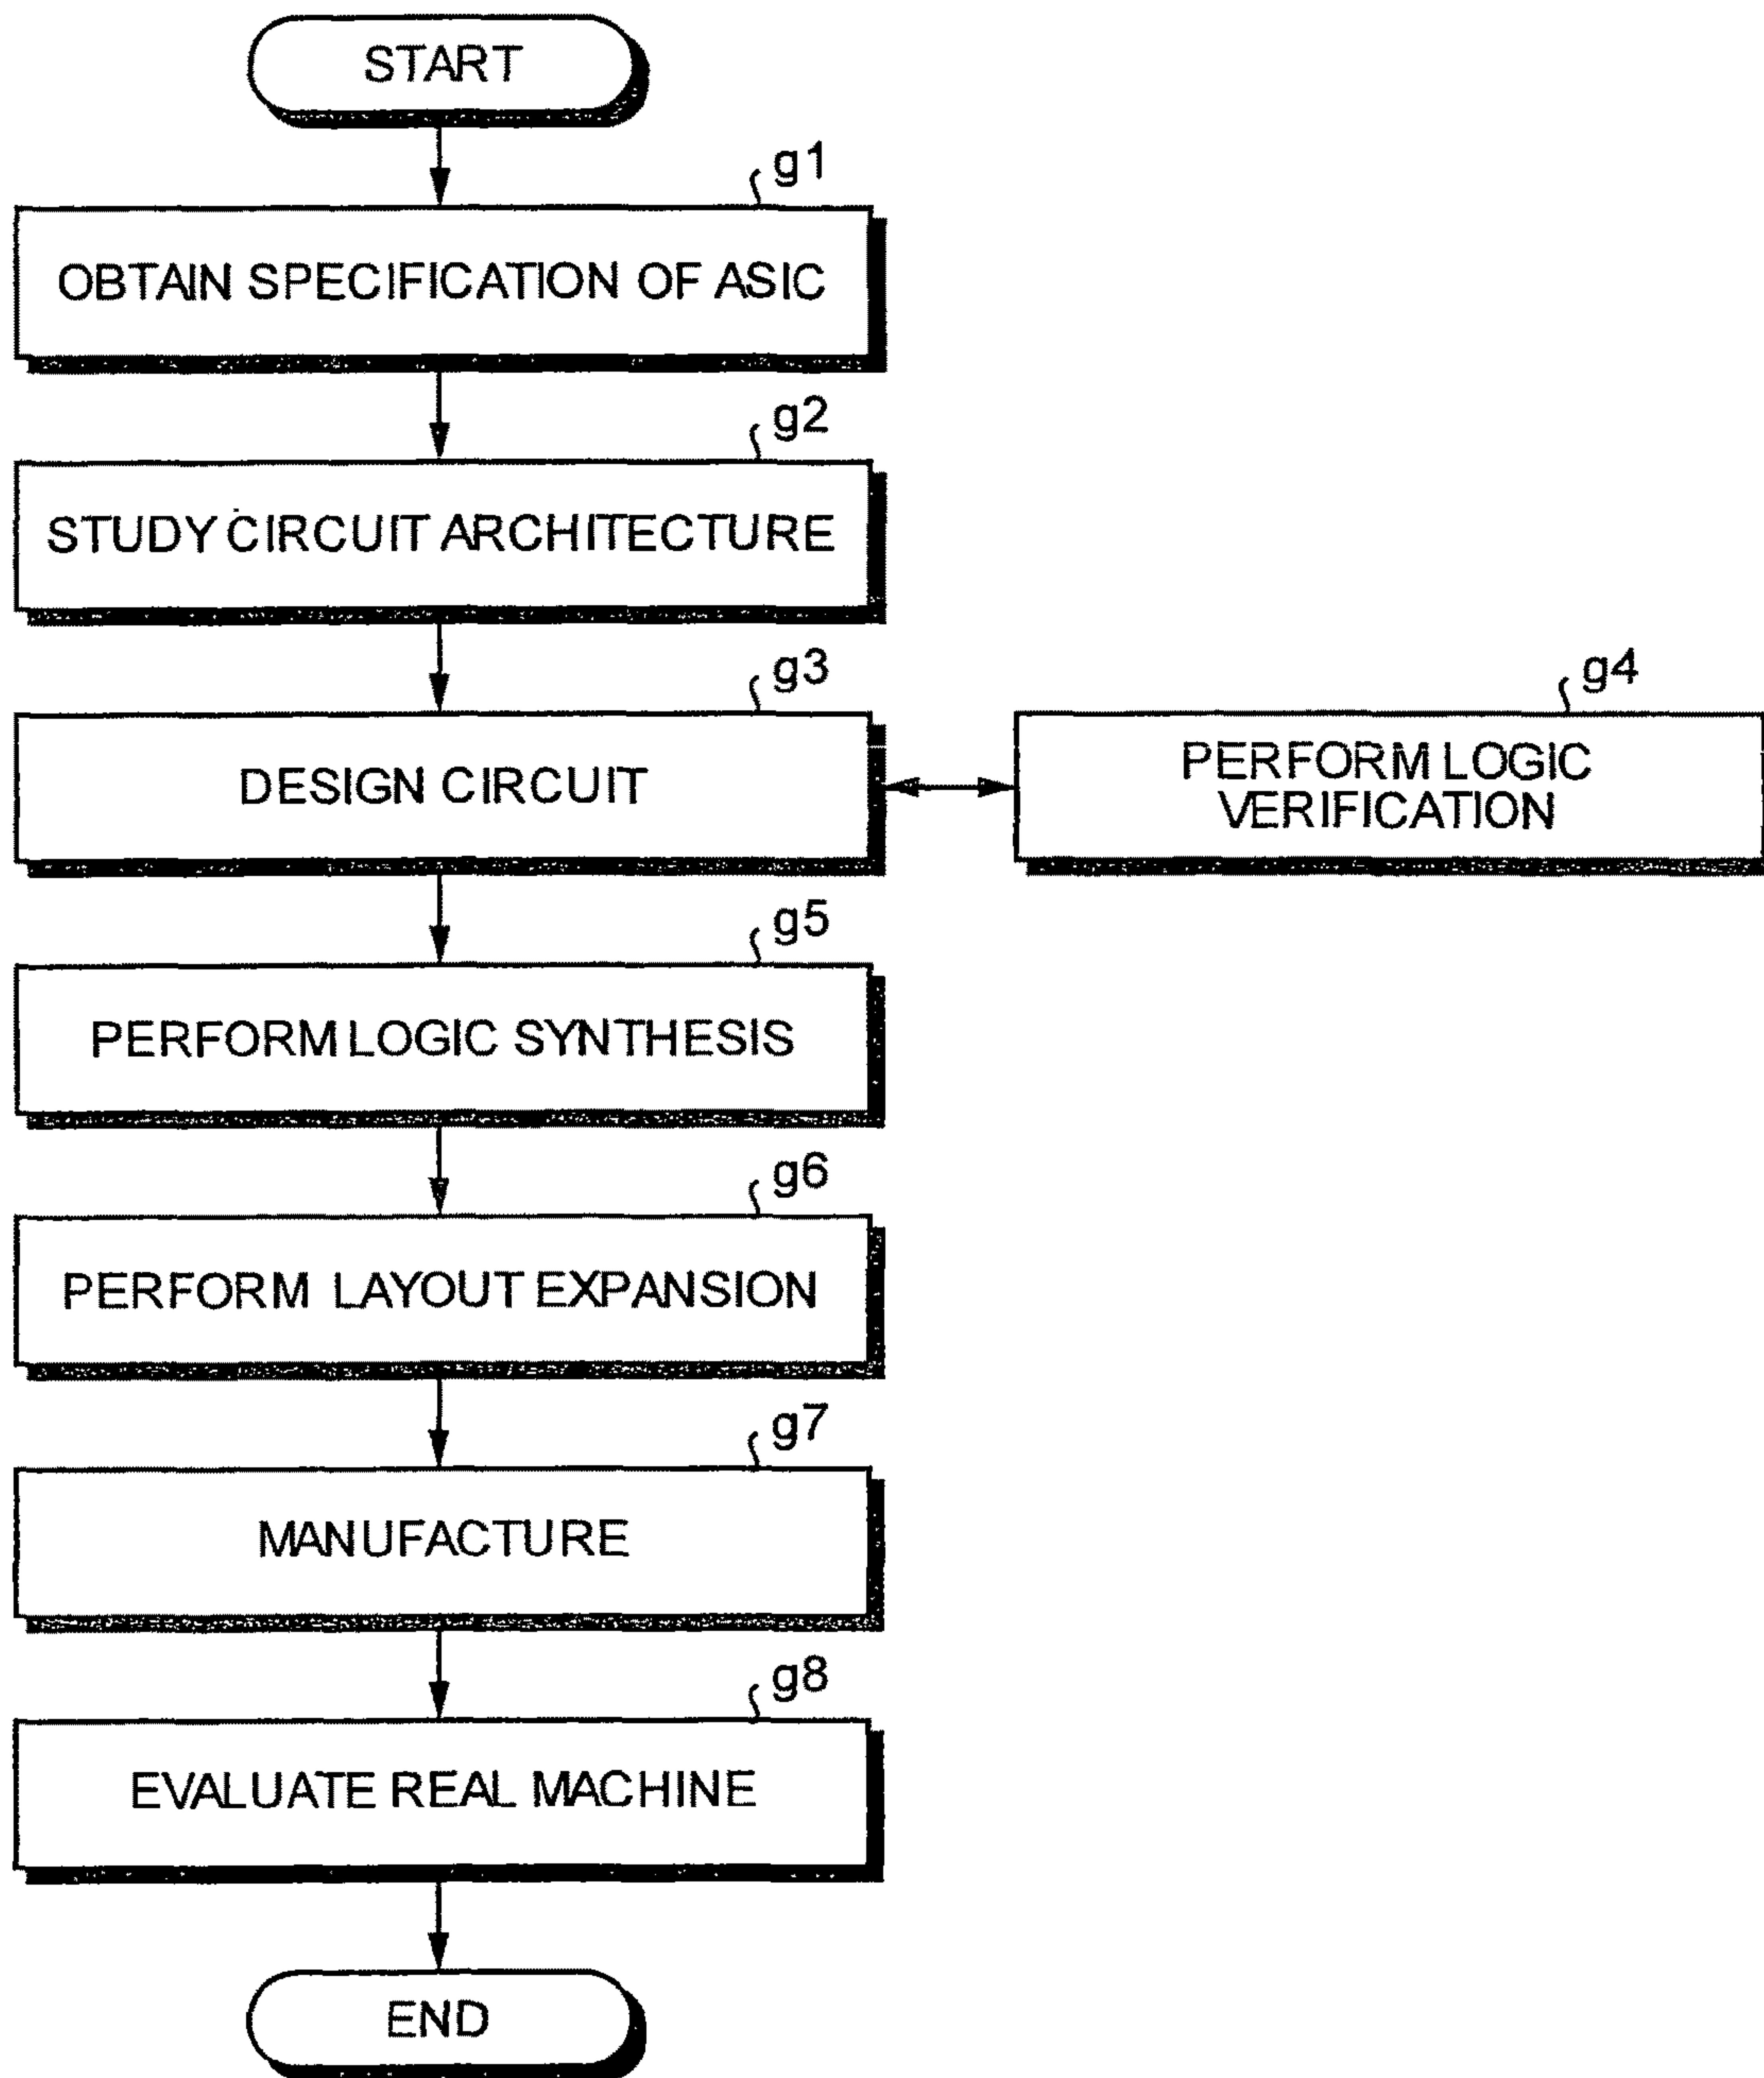 START
g1
OBTAIN SPECIFICATION OF ASIC
g2
STUDY CIRCUIT ARCHITECTURE
g3
DESIGN CIRCUIT
g4
PERFORM LOGIC
VERIFICATION
g5
PERFORM LOGIC SYNTHESIS
g6
PERFORM LAYOUT EXPANSION
g7
MANUFACTURE
g8
EVALUATE REAL MACHINE
END